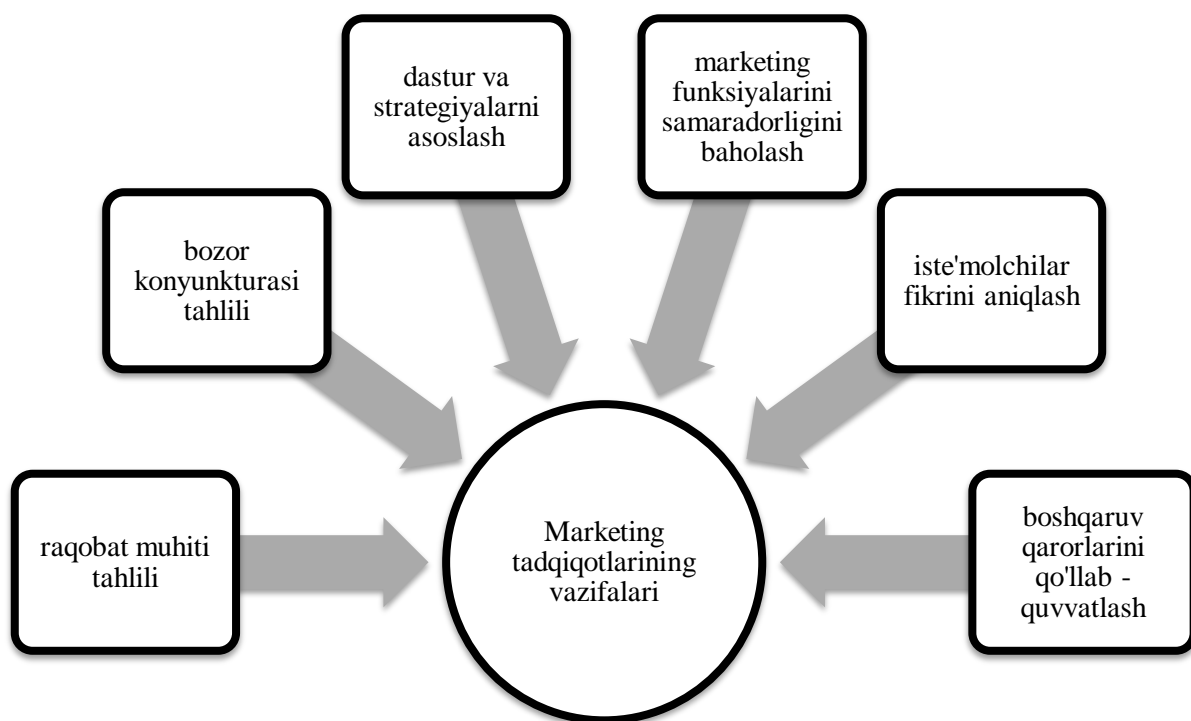 dastur va
strategiyalarni
asoslash
marketing
funksiyalarini
samaradorligini
baholash
bozor
konyunkturasi
tahlili
iste'molchilar
fikrini aniqlash
raqobat muhiti
tahlili
Marketing
tadqiqotlarining
vazifalari
boshqaruv
qarorlarini
qo'llab -
quvvatlash